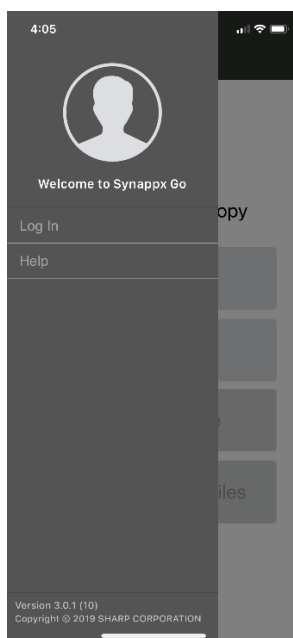 4:05
Welcome to Synappx Go
opy
Log In
Help
iles
Version 3.0.1 (10)
Copyright © 2019 SHARP CORPORATION